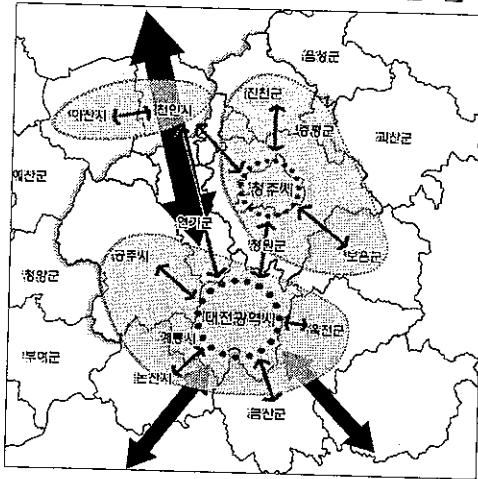 음성군
진천군
아산시
천안시
증평군
괴산군
예산군
청주시
연기군
청원군
공주시
보은군
청양군
대전광역시
옥천군
계룡시
부여군
논산시
금산군